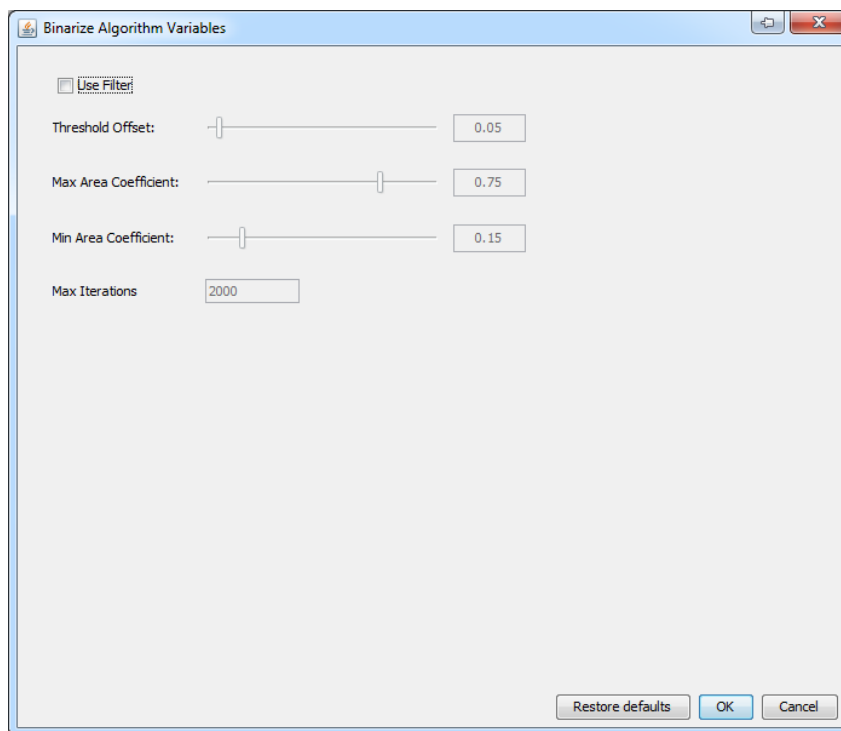 Binarize Algorithm Variables
Use Filter
Threshold Offset: 0.05
Max Area Coefficient: 0.75
Min Area Coefficient: 0.15
Max Iterations 2000
Restore defaults OK Cancel